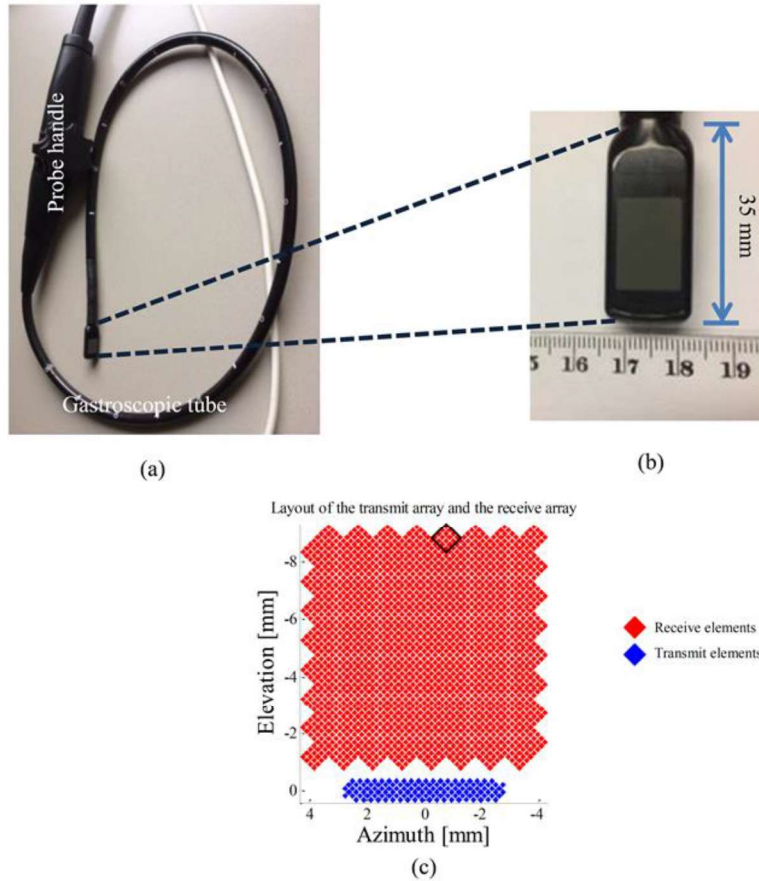 Probe handle
Gastroscopic tube
35 mm
5 16 17 18 19
(a)
(b)
Layout of the transmit array and the receive array
Elevation [mm]
-8
-6
-4
-2
0
4 2 0 -2 -4
Azimuth [mm]
Receive elements
Transmit elements
(c)